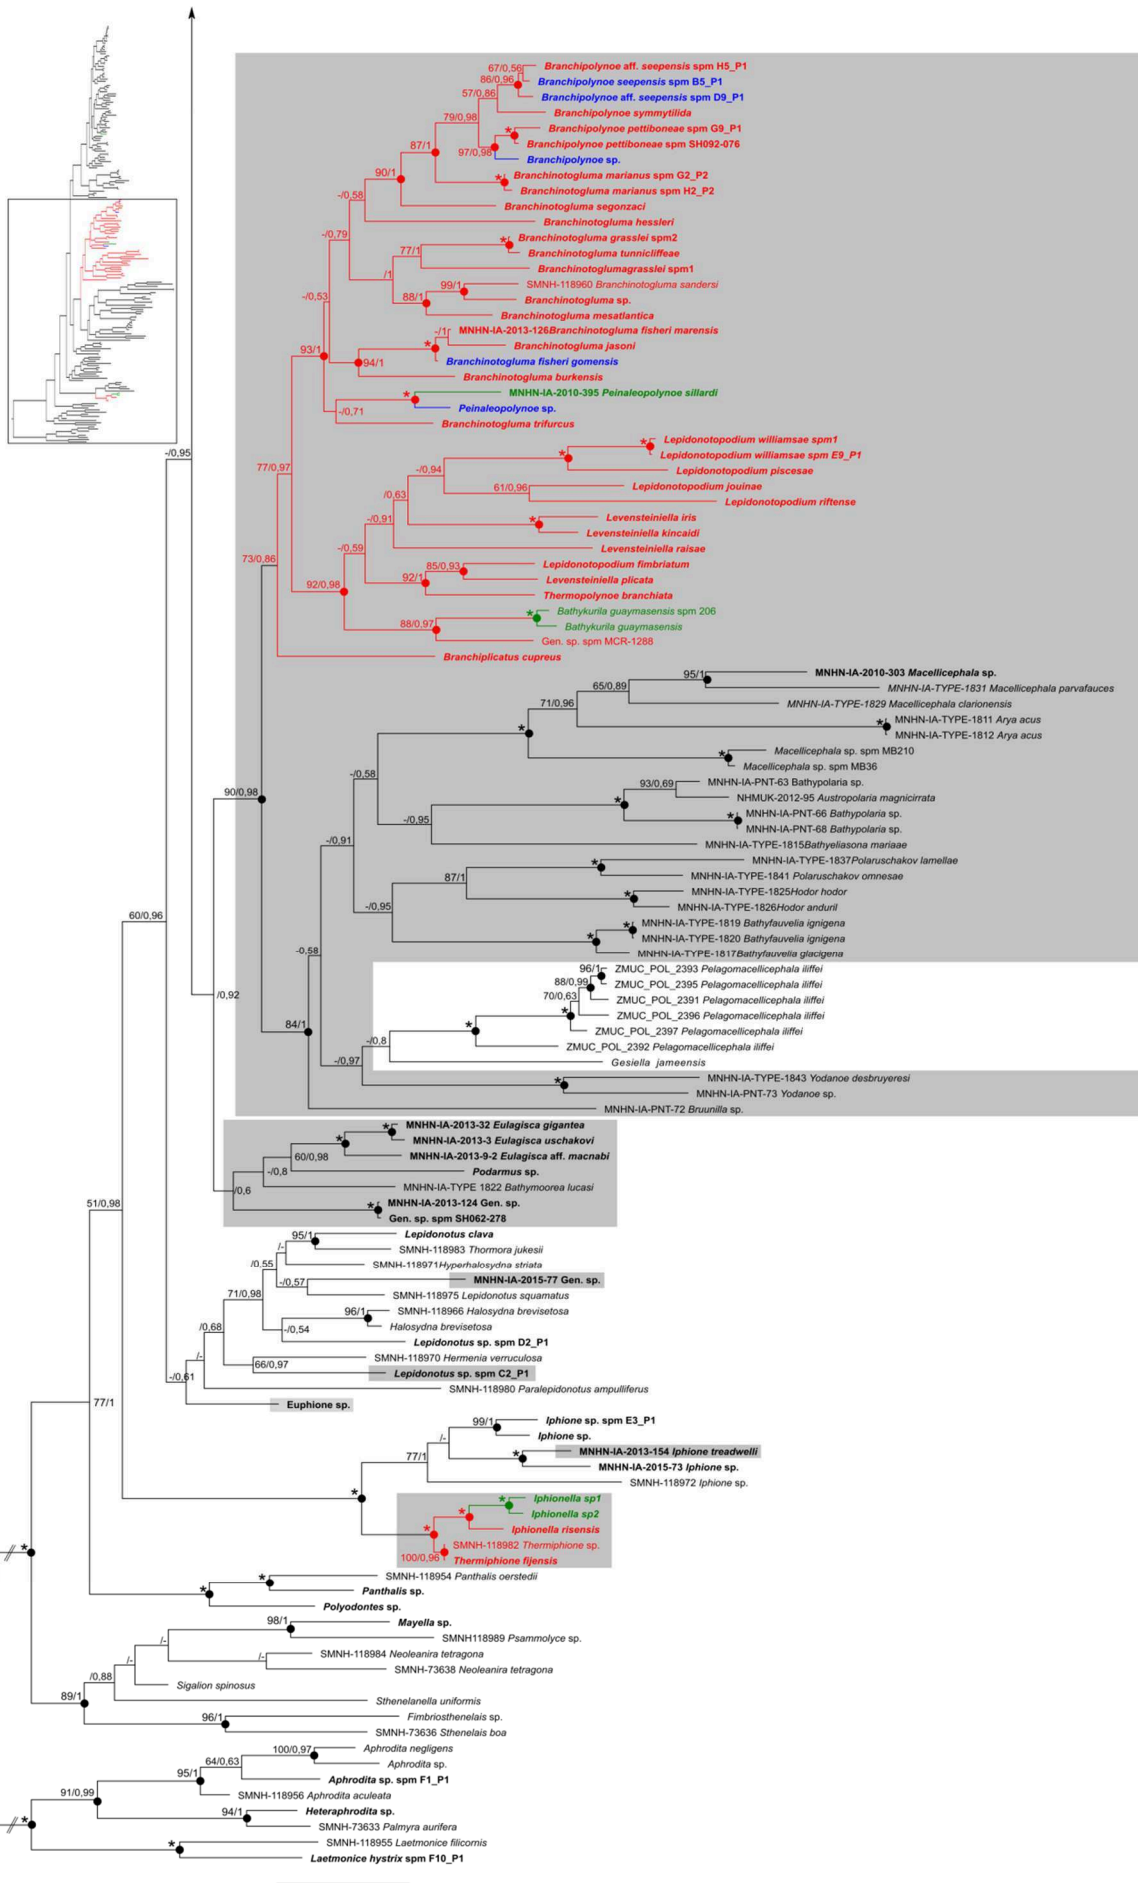 67/0,56
Branchipolynoe aff. seepensis spm H5_P1
86/0,96
Branchipolynoe seepensis spm B5_P1
57/0,86
Branchipolynoe aff. seepensis spm D9_P1
79/0,98
Branchipolynoe symmytilida
*
Branchipolynoe pettiboneae spm G9_P1
87/1
Branchipolynoe pettiboneae spm SH092-076
97/0,98
Branchipolynoe sp.
90/1
*
Branchinotogluma marianus spm G2_P2
Branchinotogluma marianus spm H2_P2
-/0,58
Branchinotogluma segonzaci
Branchinotogluma hessleri
-/0,79
*
Branchinotogluma grasslei spm2
77/1
Branchinotogluma tunnicliffeae
Branchinotoglumagrasslei spm1
/1
99/1
SMNH-118960 Branchinotogluma sandersi
-/0,53
88/1
Branchinotogluma sp.
Branchinotogluma mesatlantica
-/1
MNHN-IA-2013-126Branchinotogluma fisheri marensis
*
Branchinotogluma jasoni
93/1
94/1
Branchinotogluma fisheri gomensis
Branchinotogluma burkensis
*
MNHN-IA-2010-395 Peinaleopolynoe sillardi
-/0,71
Peinaleopolynoe sp.
Branchinotogluma trifurcus
*
Lepidonotopodium williamsae spm1
-/0,95
*
Lepidonotopodium williamsae spm E9_P1
77/0,97
-/0,94
Lepidonotopodium piscesae
61/0,96
Lepidonotopodium jouinae
/0,63
Lepidonotopodium riftense
-/0,91
*
Levensteiniella iris
Levensteiniella kincaidi
-/0,59
Levensteiniella raisae
73/0,86
85/0,93
Lepidonotopodium fimbriatum
92/0,98
92/1
Levensteiniella plicata
Thermopolynoe branchiata
*
Bathykurila guaymasensis spm 206
88/0,97
Bathykurila guaymasensis
Gen. sp. spm MCR-1288
Branchiplicatus cupreus
95/1
MNHN-IA-2010-303 Macellicephala sp.
65/0,89
MNHN-IA-TYPE-1831 Macellicephala parvafauces
71/0,96
MNHN-IA-TYPE-1829 Macellicephala clarionensis
*
MNHN-IA-TYPE-1811 Arya acus
*
MNHN-IA-TYPE-1812 Arya acus
*
Macellicephala sp. spm MB210
Macellicephala sp. spm MB36
-/0,58
93/0,69
MNHN-IA-PNT-63 Bathypolaria sp.
90/0,98
*
NHMUK-2012-95 Austropolaria magnicirrata
-/0,95
*
MNHN-IA-PNT-66 Bathypolaria sp.
MNHN-IA-PNT-68 Bathypolaria sp.
-/0,91
MNHN-IA-TYPE-1815Bathyeliasona mariaae
*
MNHN-IA-TYPE-1837Polaruschakov lamellae
87/1
MNHN-IA-TYPE-1841 Polaruschakov omnesae
*
MNHN-IA-TYPE-1825Hodor hodor
-/0,95
MNHN-IA-TYPE-1826Hodor anduril
60/0,96
*
MNHN-IA-TYPE-1819 Bathyfauvelia ignigena
*
MNHN-IA-TYPE-1820 Bathyfauvelia ignigena
-0,58
MNHN-IA-TYPE-1817Bathyfauvelia glacigena
96/1
ZMUC_POL_2393 Pelagomacellicephala iliffei
88/0,99
ZMUC_POL_2395 Pelagomacellicephala iliffei
/0,92
70/0,63
ZMUC_POL_2391 Pelagomacellicephala iliffei
*
ZMUC_POL_2396 Pelagomacellicephala iliffei
84/1
*
ZMUC_POL_2397 Pelagomacellicephala iliffei
-/0,8
ZMUC_POL_2392 Pelagomacellicephala iliffei
-/0,97
Gesiella jameensis
*
MNHN-IA-TYPE-1843 Yodanoe desbruyeresi
MNHN-IA-PNT-73 Yodanoe sp.
MNHN-IA-PNT-72 Bruunilla sp.
*
MNHN-IA-2013-32 Eulagisca gigantea
*
MNHN-IA-2013-3 Eulagisca uschakovi
60/0,98
MNHN-IA-2013-9-2 Eulagisca aff. macnabi
-/0,8
Podarmus sp.
/0,6
MNHN-IA-TYPE 1822 Bathymoorea lucasi
51/0,98
*
MNHN-IA-2013-124 Gen. sp.
Gen. sp. spm SH062-278
95/1
Lepidonotus clava
/-
SMNH-118983 Thormora jukesii
/0,55
SMNH-118971Hyperhalosydna striata
-/0,57
MNHN-IA-2015-77 Gen. sp.
71/0,98
SMNH-118975 Lepidonotus squamatus
96/1
SMNH-118966 Halosydna brevisetosa
/0,68
-/0,54
Halosydna brevisetosa
Lepidonotus sp. spm D2_P1
/-
SMNH-118970 Hermenia verruculosa
66/0,97
Lepidonotus sp. spm C2_P1
-/0,61
SMNH-118980 Paralepidonotus ampulliferus
77/1
Euphione sp.
99/1
Iphione sp. spm E3_P1
/-
Iphione sp.
*
MNHN-IA-2013-154 Iphione treadwelli
77/1
MNHN-IA-2015-73 Iphione sp.
SMNH-118972 Iphione sp.
*
*
Iphionella sp1
*
Iphionella sp2
*
Iphionella risensis
SMNH-118982 Thermiphione sp.
//
*
100/0,96
Thermiphione fijensis
*
SMNH-118954 Panthalis oerstedii
*
Panthalis sp.
Polyodontes sp.
98/1
Mayella sp.
/-
SMNH118989 Psammolyce sp.
/-
SMNH-118984 Neoleanira tetragona
/-
SMNH-73638 Neoleanira tetragona
/0,88
Sigalion spinosus
89/1
Sthenelanella uniformis
96/1
Fimbriosthenelais sp.
SMNH-73636 Sthenelais boa
100/0,97
Aphrodita negligens
64/0,63
Aphrodita sp.
95/1
Aphrodita sp. spm F1_P1
91/0,99
SMNH-118956 Aphrodita aculeata
94/1
Heteraphrodita sp.
//
*
SMNH-73633 Palmyra aurifera
*
SMNH-118955 Laetmonice filicornis
Laetmonice hystrix spm F10_P1